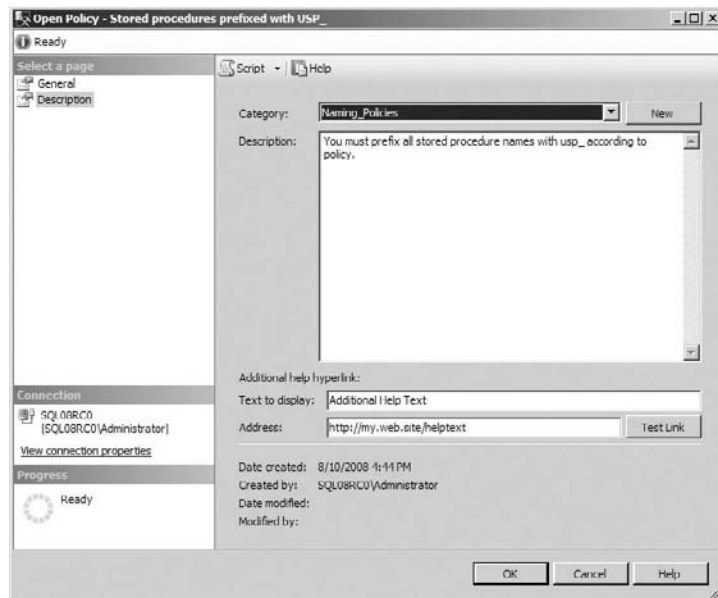 Open Policy - Stored procedures prefixed with USP_
Ready
Select a page
General
Description
Script
Help
Category:
Naming_Policies
New
Description:
You must prefix all stored procedure names with usp_ according to
policy.
Additional help hyperlink:
Text to display:
Additional Help Text
Address:
http://my.web.site/helptext
Test Link
Connection
SQL08RC0
[SQL08RC0\Administrator]
View connection properties
Progress
Ready
Date created: 8/10/2008 4:44 PM
Created by: SQL08RC0\Administrator
Date modified:
Modified by:
OK
Cancel
Help